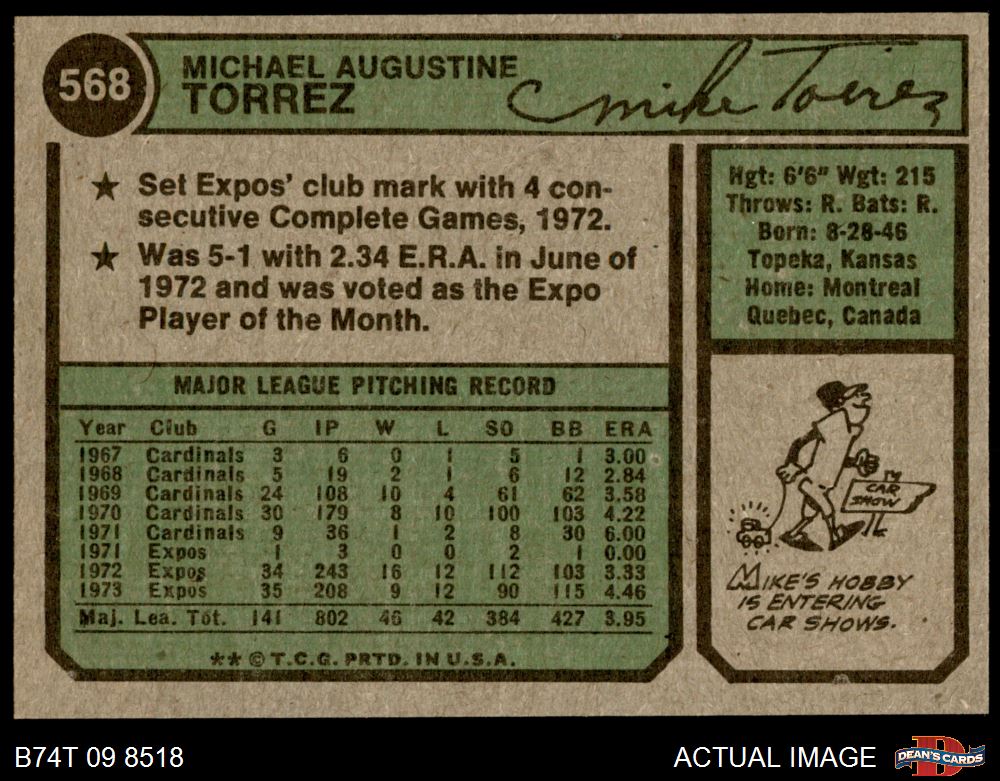 568
MICHAEL AUGUSTINE
TORREZ
Mike Torrez
★ Set Expos' club mark with 4 con-
secutive Complete Games, 1972.
★ Was 5-1 with 2.34 E.R.A. in June of
1972 and was voted as the Expo
Player of the Month.
Hgt: 6'6" Wgt: 215
Throws: R. Bats: R.
Born: 8-28-46
Topeka, Kansas
Home: Montreal
Quebec, Canada
MAJOR LEAGUE PITCHING RECORD
Year Club G IP W L SO BB ERA
1967 Cardinals 3 6 0 1 5 1 3.00
1968 Cardinals 5 19 2 1 6 12 2.84
1969 Cardinals 24 108 10 4 61 62 3.58
1970 Cardinals 30 179 8 10 100 103 4.22
1971 Cardinals 9 36 1 2 8 30 6.00
1971 Expos 1 3 0 0 2 1 0.00
1972 Expos 34 243 16 12 112 103 3.33
1973 Expos 35 208 9 12 90 115 4.46
Maj. Lea. Tot. 141 802 46 42 384 427 3.95
** © T.C.G. PRTD. IN U.S.A.
TO
CAR
SHOW
MIKE'S HOBBY
IS ENTERING
CAR SHOWS.
B74T 09 8518
ACTUAL IMAGE
D
DEAN'S CARDS